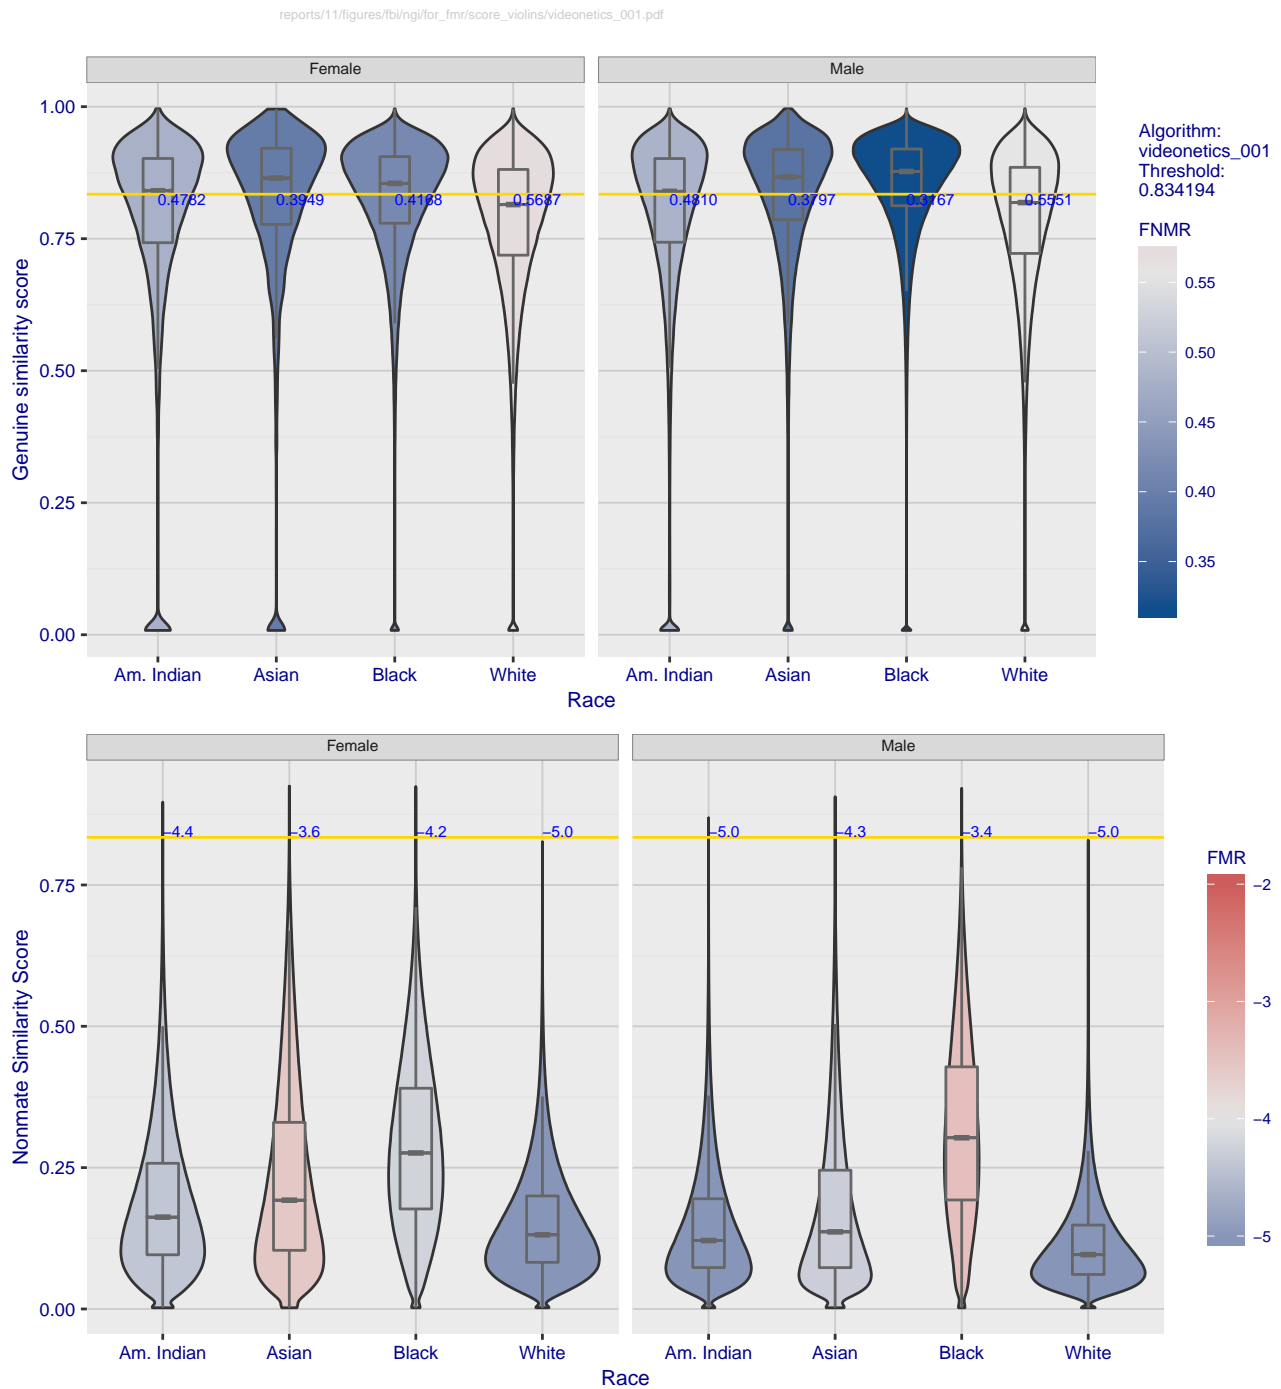 reports/11/figures/fbi/ngi/for_fmr/score_violins/videonetics_001.pdf
Female
Male
Genuine similarity score
1.00
0.75
0.50
0.25
0.00
0.4782
0.3949
0.4168
0.5687
0.4810
0.3797
0.3167
0.5551
Am. Indian
Asian
Black
White
Am. Indian
Asian
Black
White
Race
Algorithm:
videonetics_001
Threshold:
0.834194
FNMR
0.55
0.50
0.45
0.40
0.35
Female
Male
Nonmate Similarity Score
0.75
0.50
0.25
0.00
−4.4
−3.6
−4.2
−5.0
−5.0
−4.3
−3.4
−5.0
Am. Indian
Asian
Black
White
Am. Indian
Asian
Black
White
Race
FMR
−2
−3
−4
−5